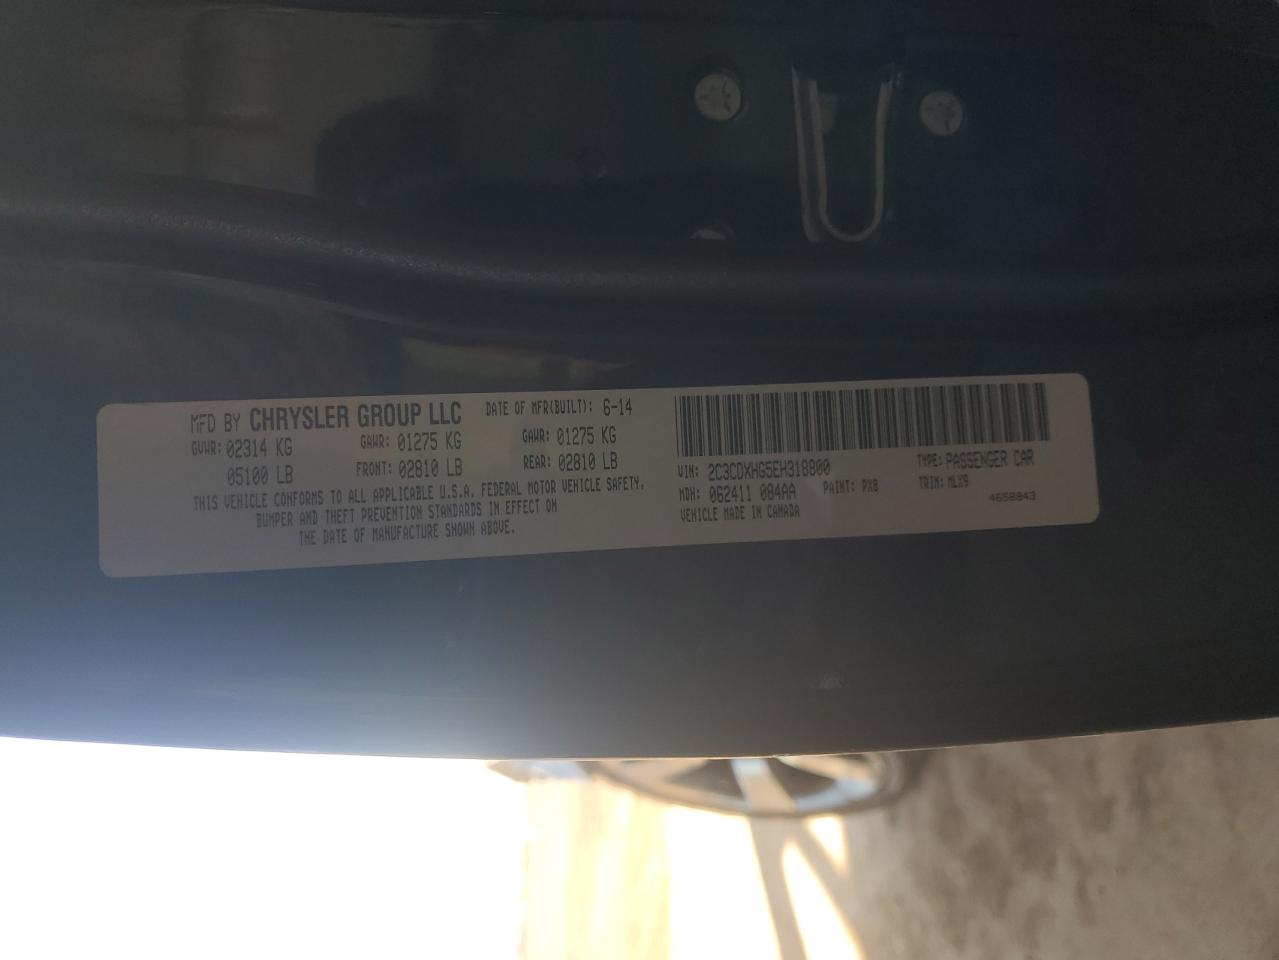 MFD BY CHRYSLER GROUP LLC DATE OF MFR(BUILT): 6-14
GVWR: 02314 KG GAWR: 01275 KG GAWR: 01275 KG
05100 LB FRONT: 02810 LB REAR: 02810 LB
THIS VEHICLE CONFORMS TO ALL APPLICABLE U.S.A. FEDERAL MOTOR VEHICLE SAFETY,
BUMPER AND THEFT PREVENTION STANDARDS IN EFFECT ON
THE DATE OF MANUFACTURE SHOWN ABOVE.
VIN: 2C3CDXHG5EH318800 TYPE: PASSENGER CAR
MDH: 062411 084AA PAINT: PX8 TRIM: MLX9
VEHICLE MADE IN CANADA 4658843